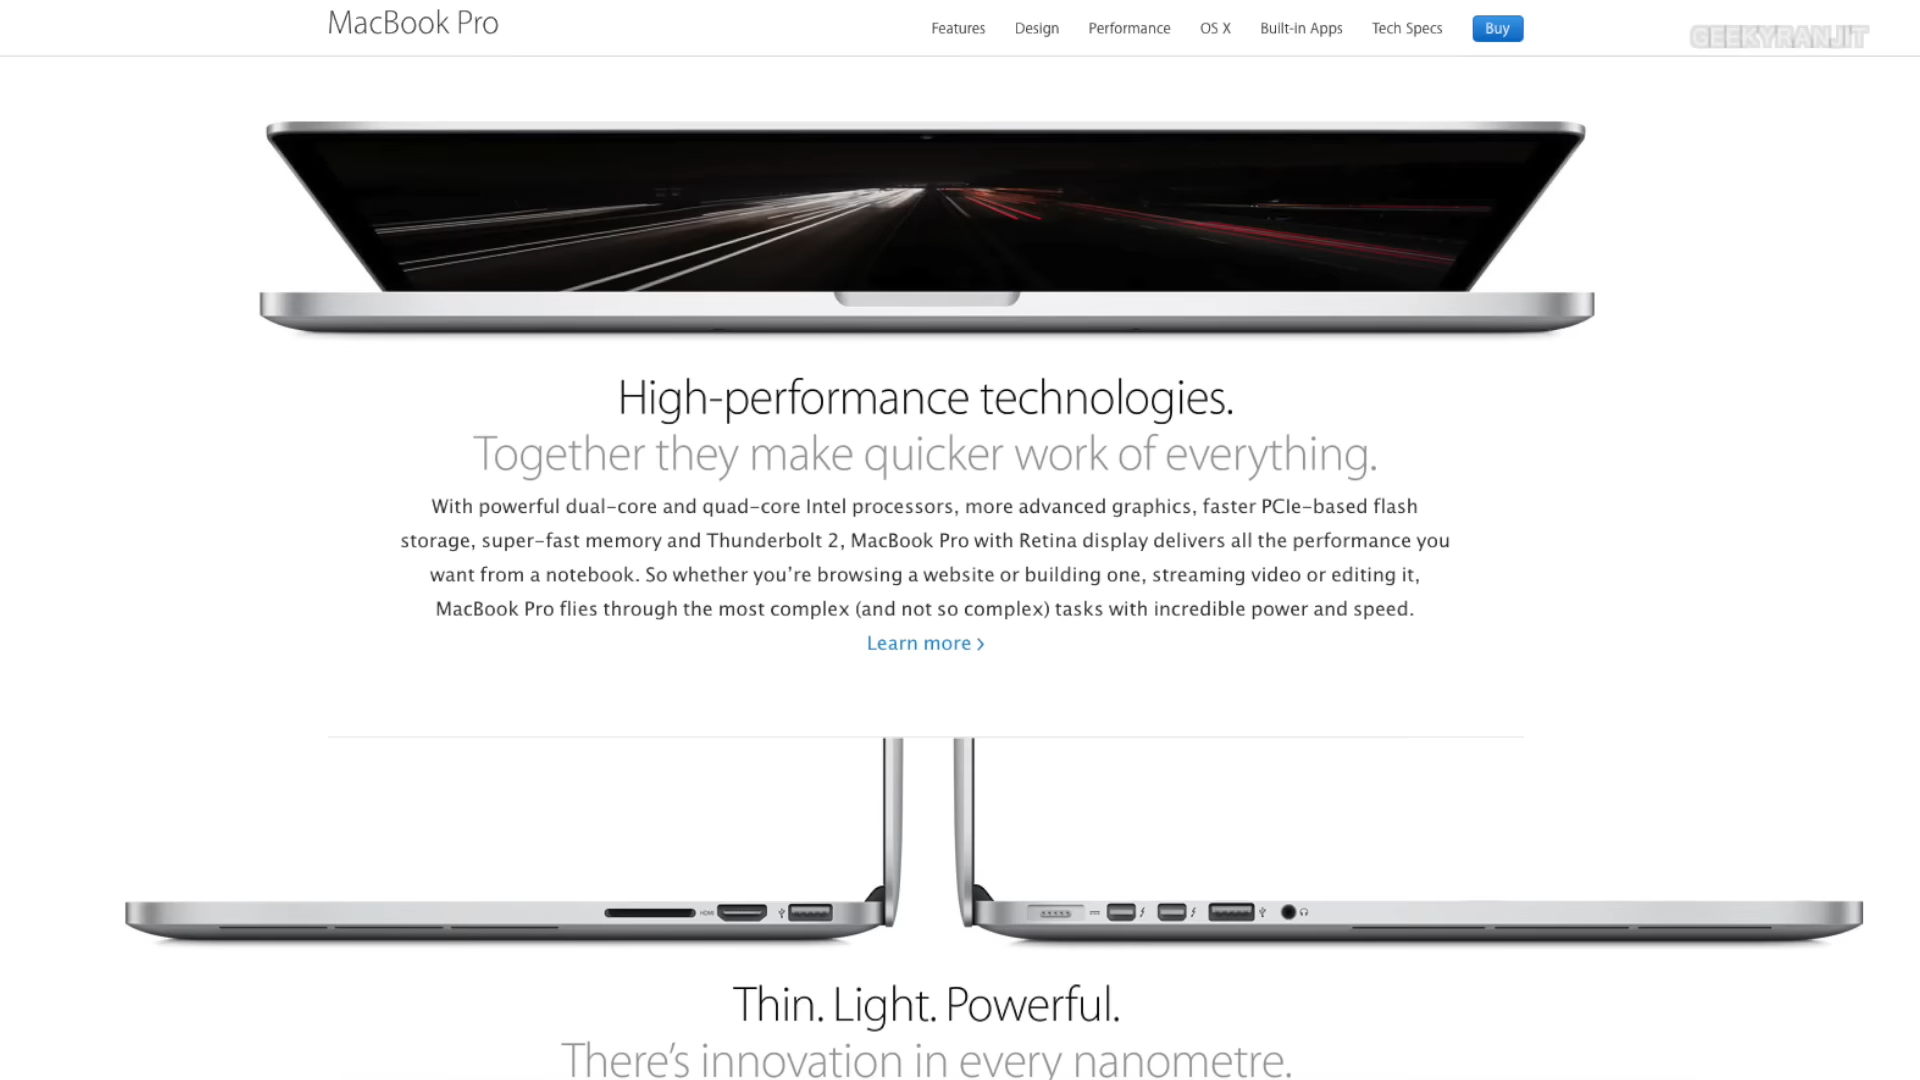 MacBook Pro
Features Design Performance OS X Built-in Apps Tech Specs Buy
GEEKYRANJIT
High-performance technologies.
Together they make quicker work of everything.
With powerful dual-core and quad-core Intel processors, more advanced graphics, faster PCIe-based flash
storage, super-fast memory and Thunderbolt 2, MacBook Pro with Retina display delivers all the performance you
want from a notebook. So whether you’re browsing a website or building one, streaming video or editing it,
MacBook Pro flies through the most complex (and not so complex) tasks with incredible power and speed.
Learn more >
HDMI
Thin. Light. Powerful.
There’s innovation in every nanometre.